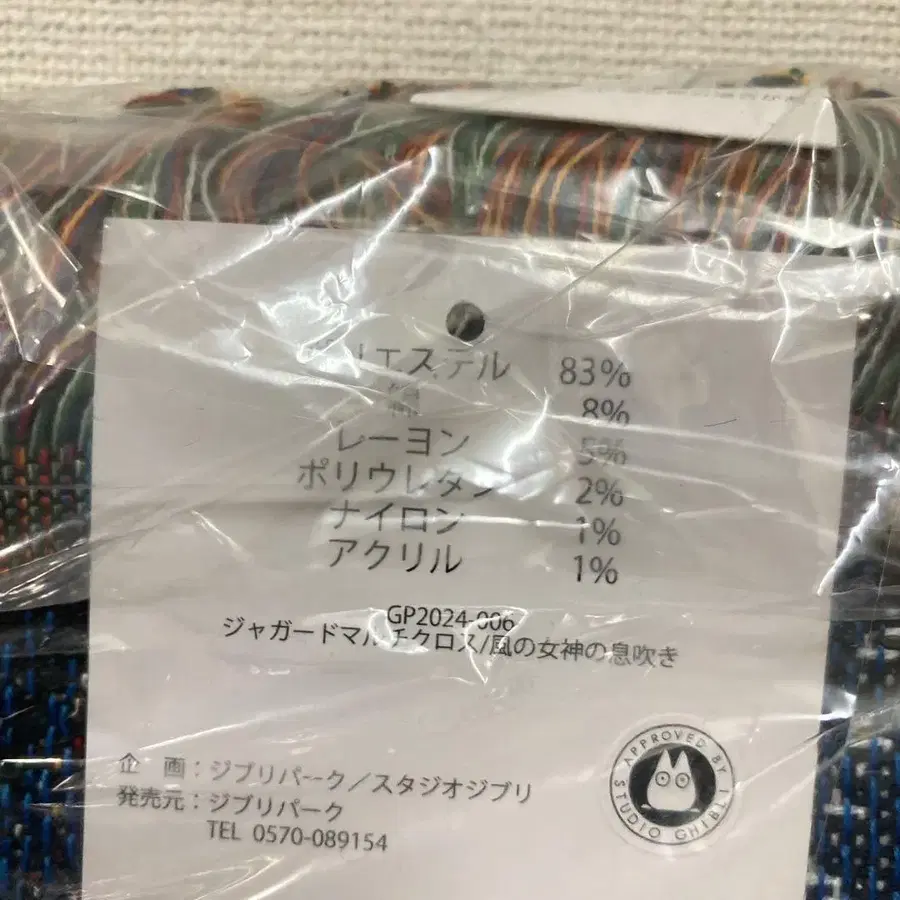 リエステル 83%
綿 8%
レーヨン 5%
ポリウレタン 2%
ナイロン 1%
アクリル 1%
GP2024-006
ジャガードマルチクロス/風の女神の息吹き
企 画:ジブリパーク/スタジオジブリ
発売元:ジブリパーク
TEL 0570-089154
APPROVED BY
STUDIO GHIBLI